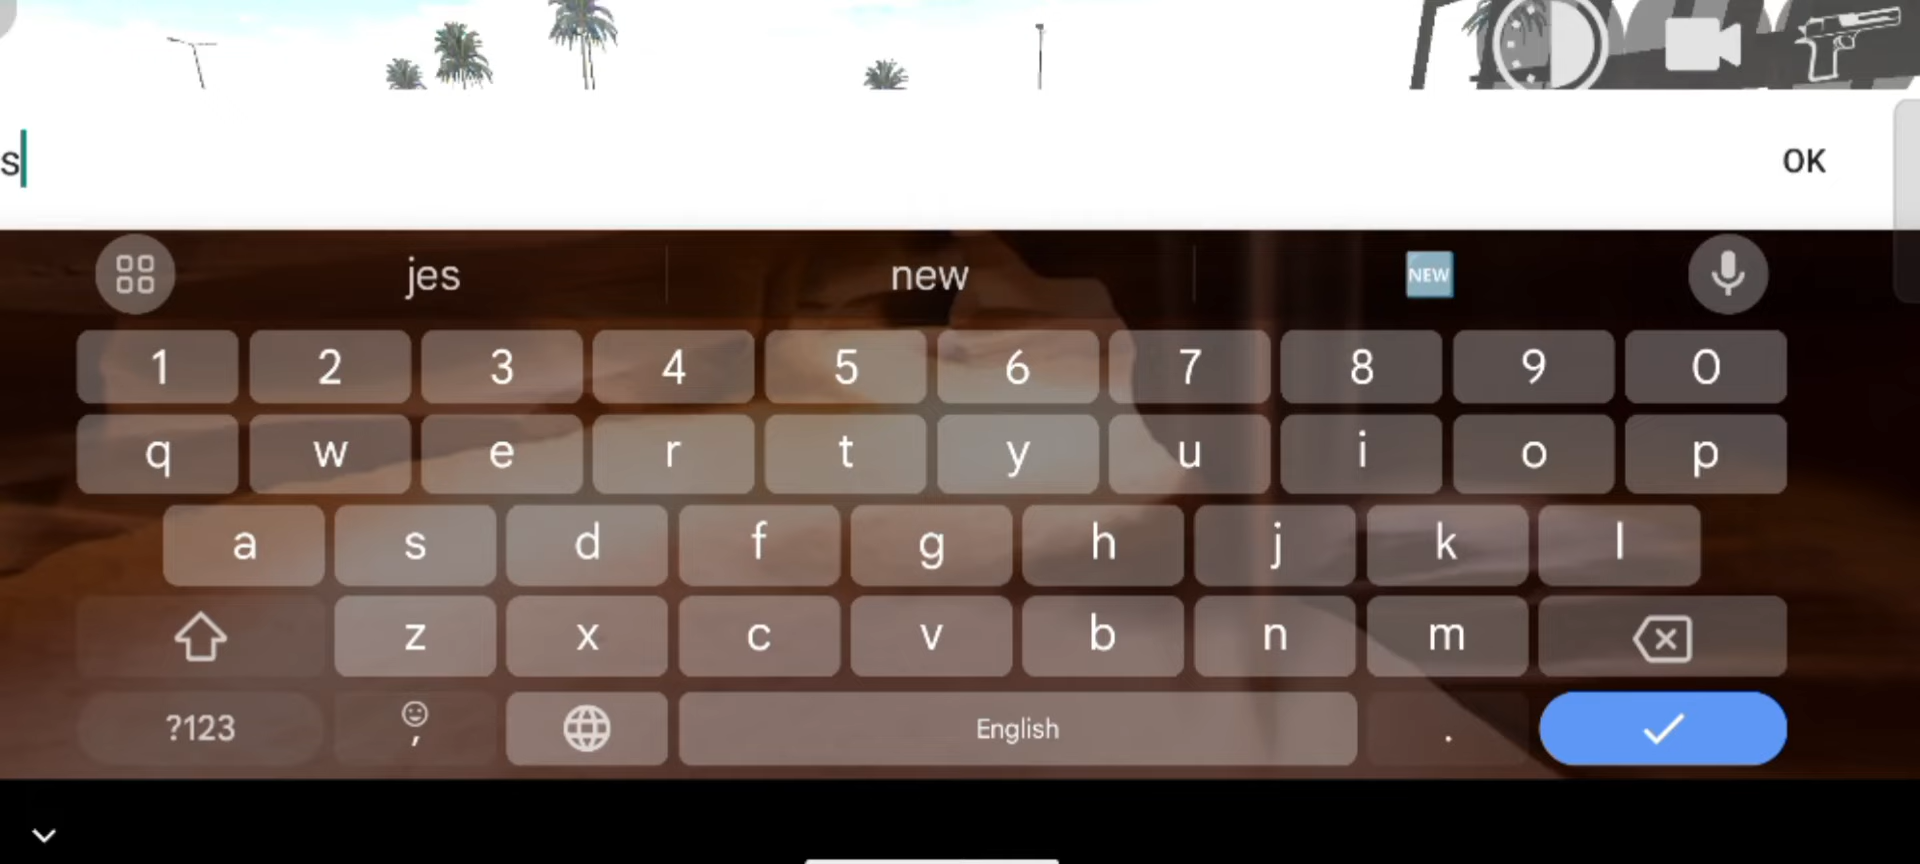 s
OK
jes new NEW
1 2 3 4 5 6 7 8 9 0
q w e r t y u i o p
a s d f g h j k l
z x c v b n m
?123 , English .